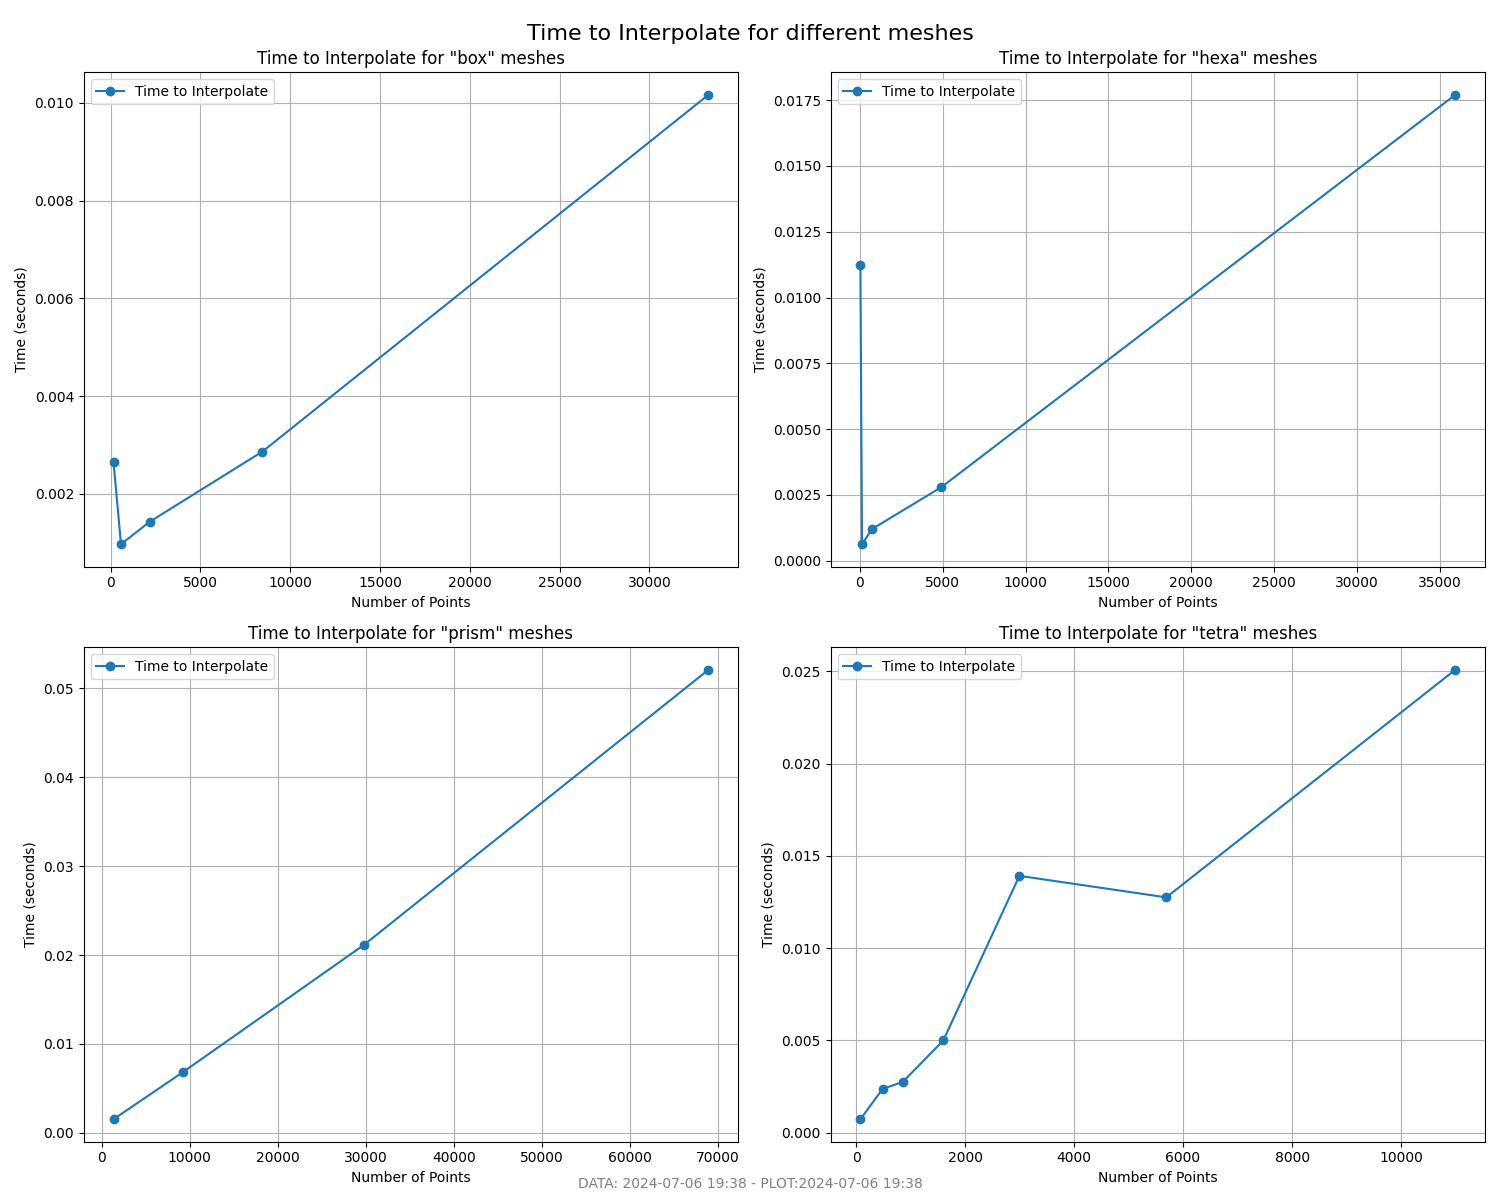 Time to Interpolate for different meshes
Time to Interpolate for "box" meshes
Time to Interpolate
0.010
0.008
0.006
0.004
0.002
Time (seconds)
0 5000 10000 15000 20000 25000 30000
Number of Points
Time to Interpolate for "hexa" meshes
Time to Interpolate
0.0175
0.0150
0.0125
0.0100
0.0075
0.0050
0.0025
0.0000
Time (seconds)
0 5000 10000 15000 20000 25000 30000 35000
Number of Points
Time to Interpolate for "prism" meshes
Time to Interpolate
0.05
0.04
0.03
0.02
0.01
0.00
Time (seconds)
0 10000 20000 30000 40000 50000 60000 70000
Number of Points
Time to Interpolate for "tetra" meshes
Time to Interpolate
0.025
0.020
0.015
0.010
0.005
0.000
Time (seconds)
0 2000 4000 6000 8000 10000
Number of Points
DATA: 2024-07-06 19:38 - PLOT:2024-07-06 19:38